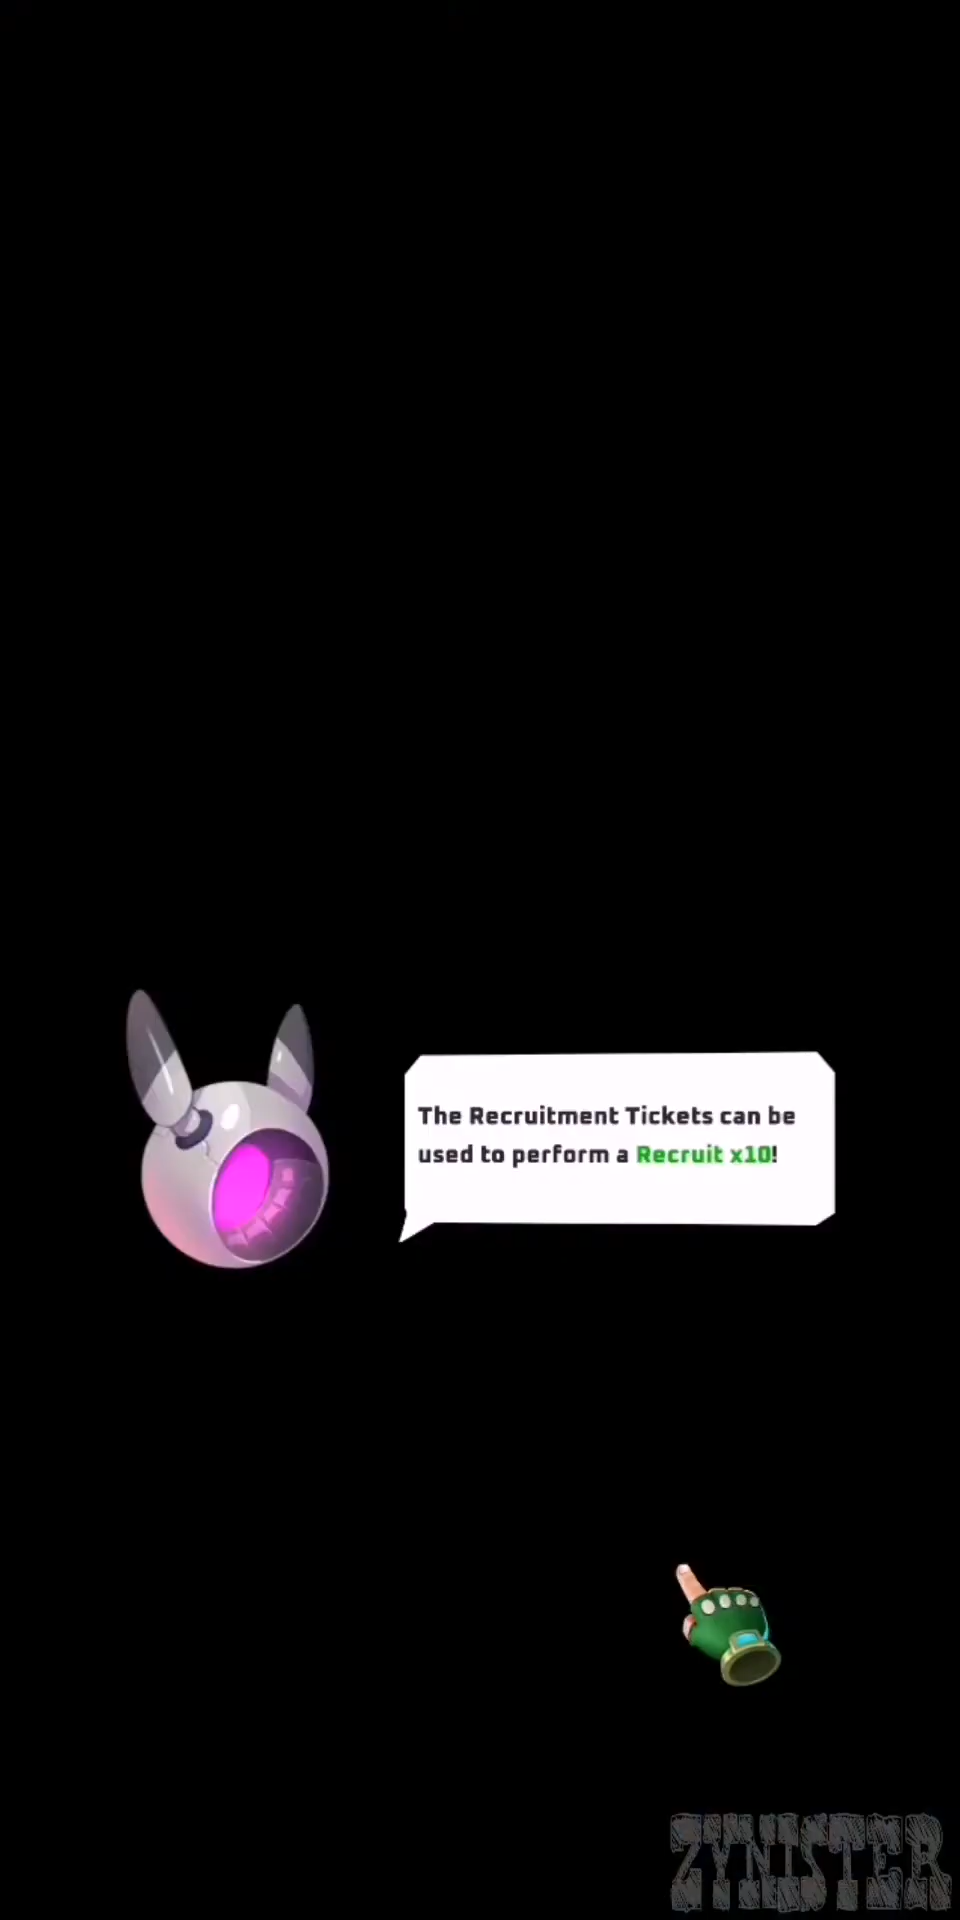 The Recruitment Tickets can be
used to perform a Recruit x10!
ZYNISTER